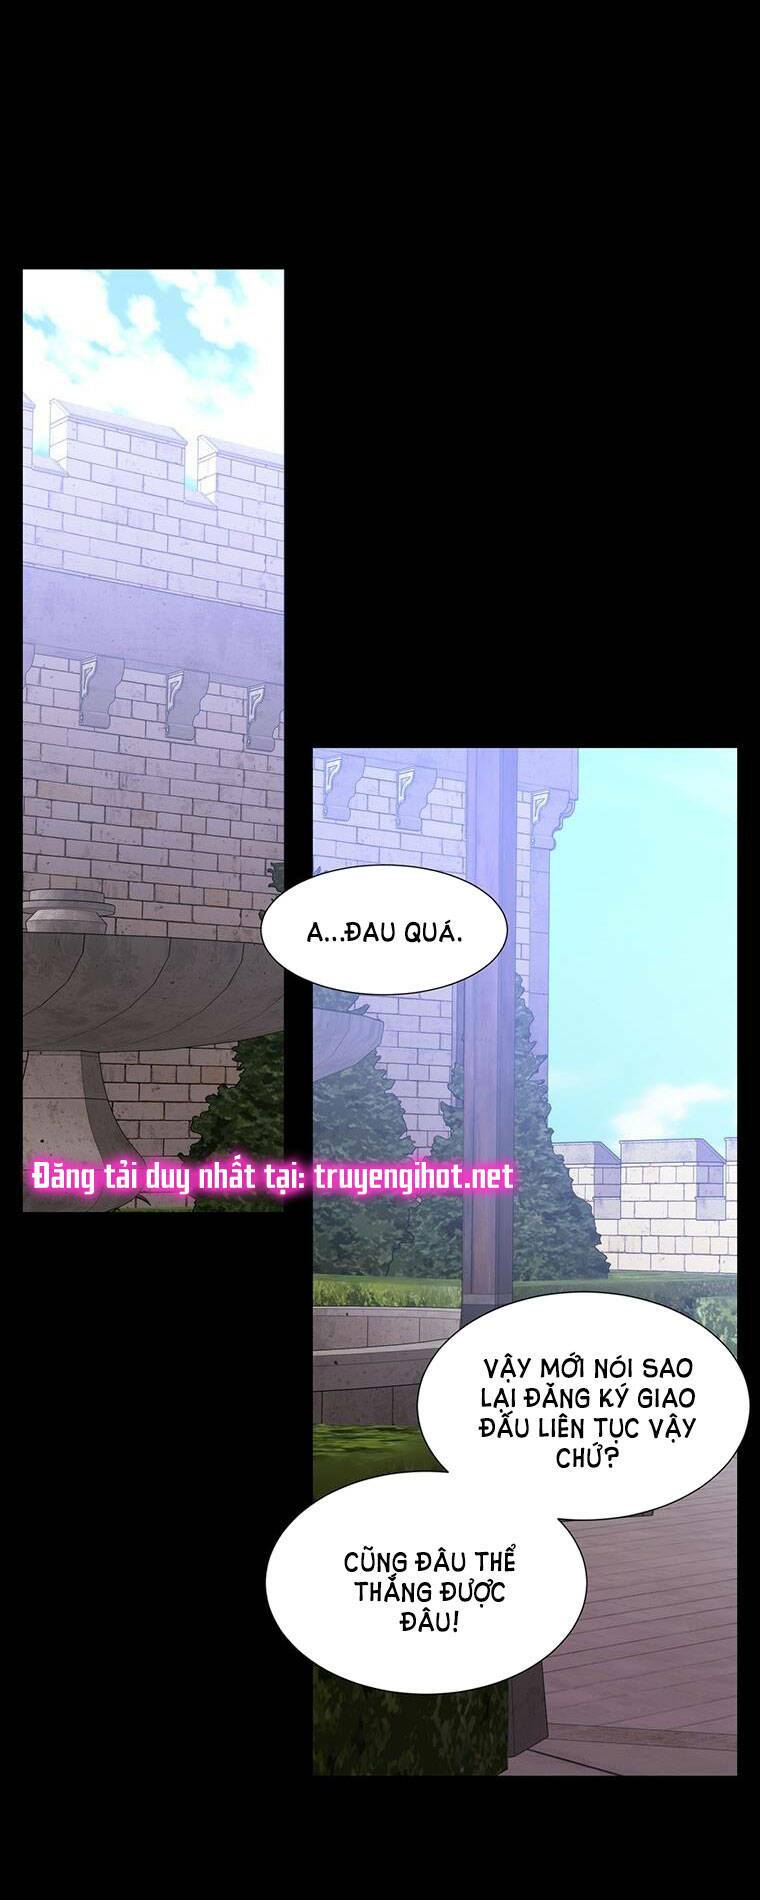 A...ĐAU QUÁ.
Đăng tải duy nhất tại: truyengihot.net
VẬY MỚI NÓI SAO
LẠI ĐĂNG KÝ GIAO
ĐẤU LIÊN TỤC VẬY
CHỨ?
CŨNG ĐÂU THỂ
THẮNG ĐƯỢC
ĐÂU!